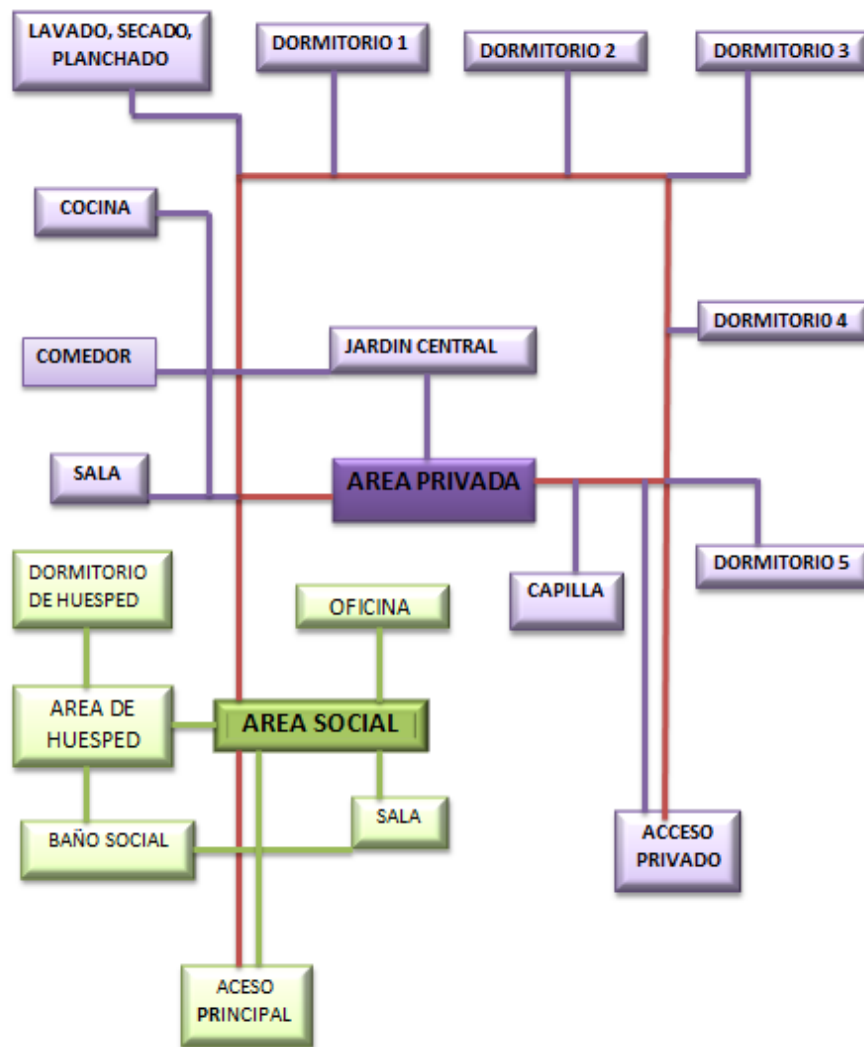 LAVADO, SECADO,
PLANCHADO
DORMITORIO 1
DORMITORIO 2
DORMITORIO 3
COCINA
DORMITORIO 4
COMEDOR
JARDIN CENTRAL
SALA
AREA PRIVADA
DORMITORIO 5
CAPILLA
DORMITORIO
DE HUESPED
OFICINA
AREA DE
HUESPED
AREA SOCIAL
BAÑO SOCIAL
SALA
ACCESO
PRIVADO
ACESO
PRINCIPAL